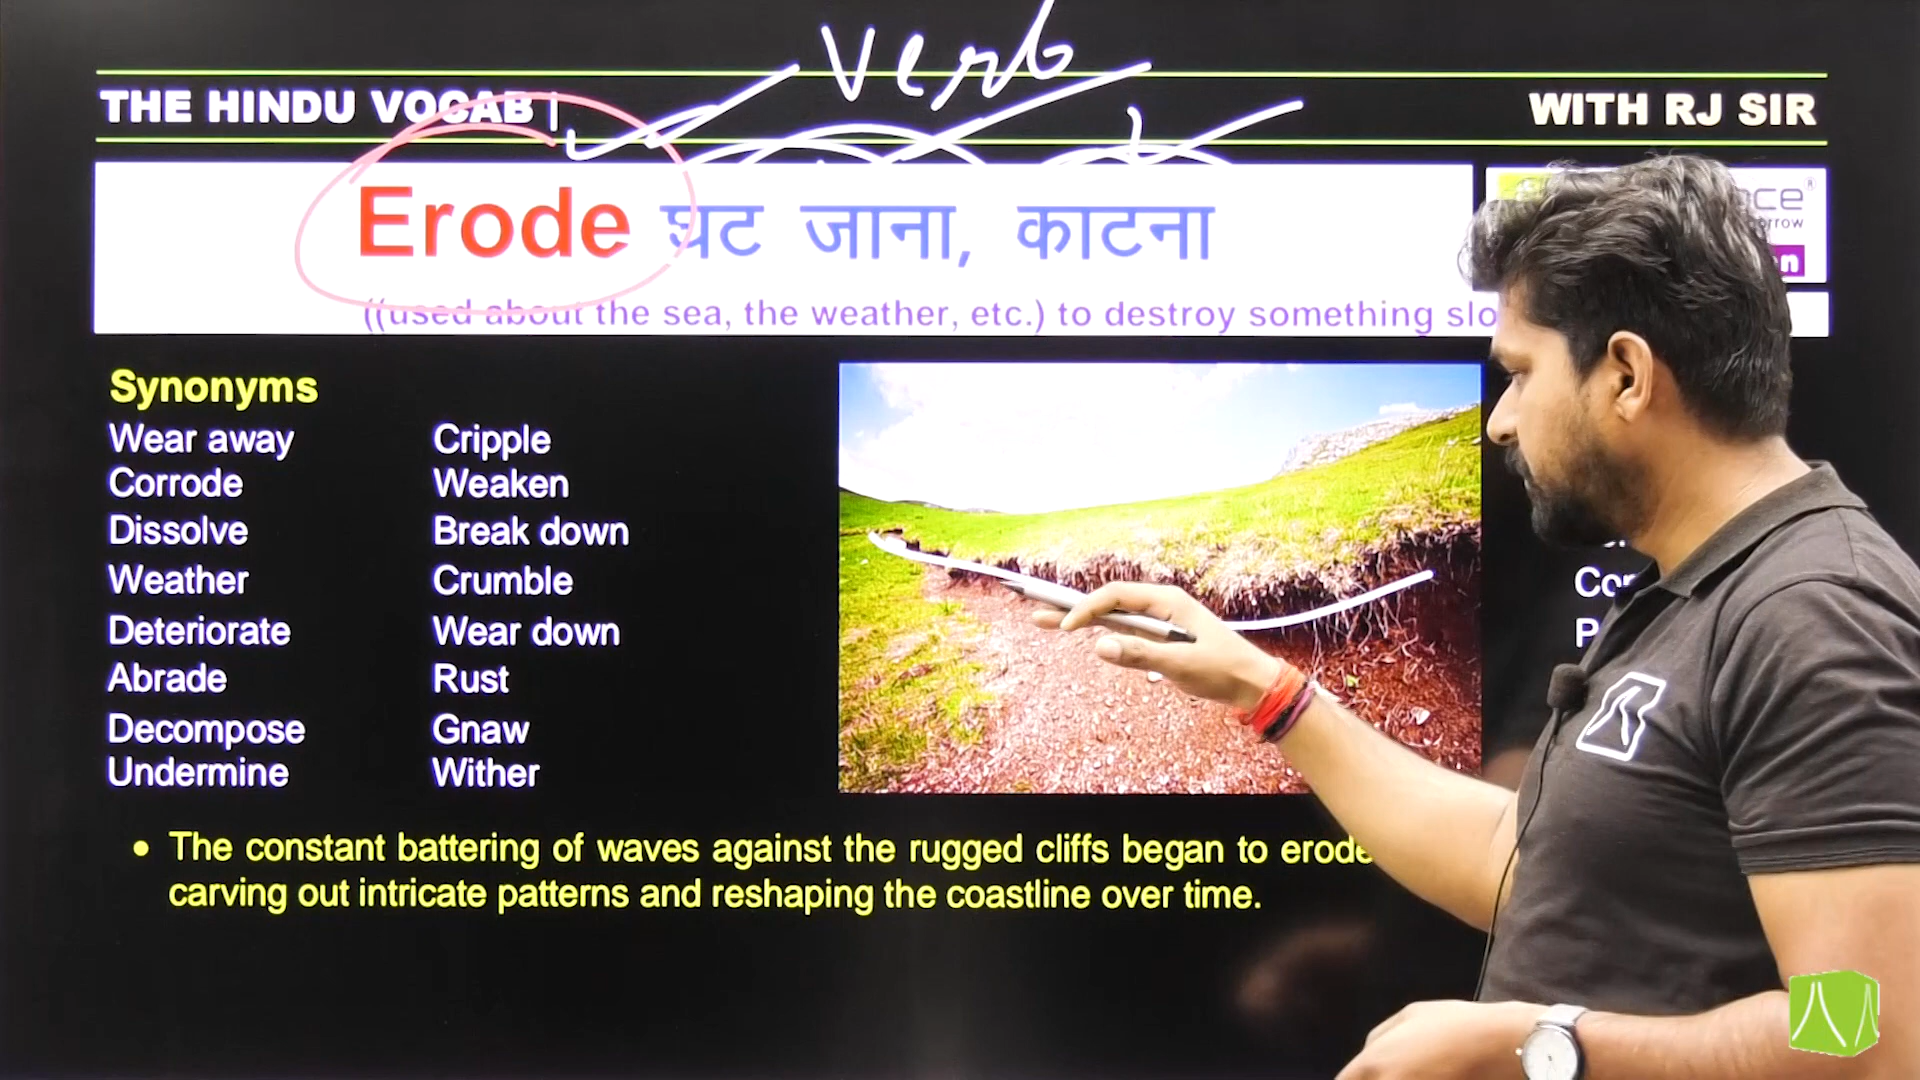 verb
THE HINDU VOCAB |
WITH RJ SIR
Erode घट जाना, काटना
((used about the sea, the weather, etc.) to destroy something
Synonyms
Wear away Cripple
Corrode Weaken
Dissolve Break down
Weather Crumble
Deteriorate Wear down
Abrade Rust
Decompose Gnaw
Undermine Wither
• The constant battering of waves against the rugged cliffs began to erode
carving out intricate patterns and reshaping the coastline over time.